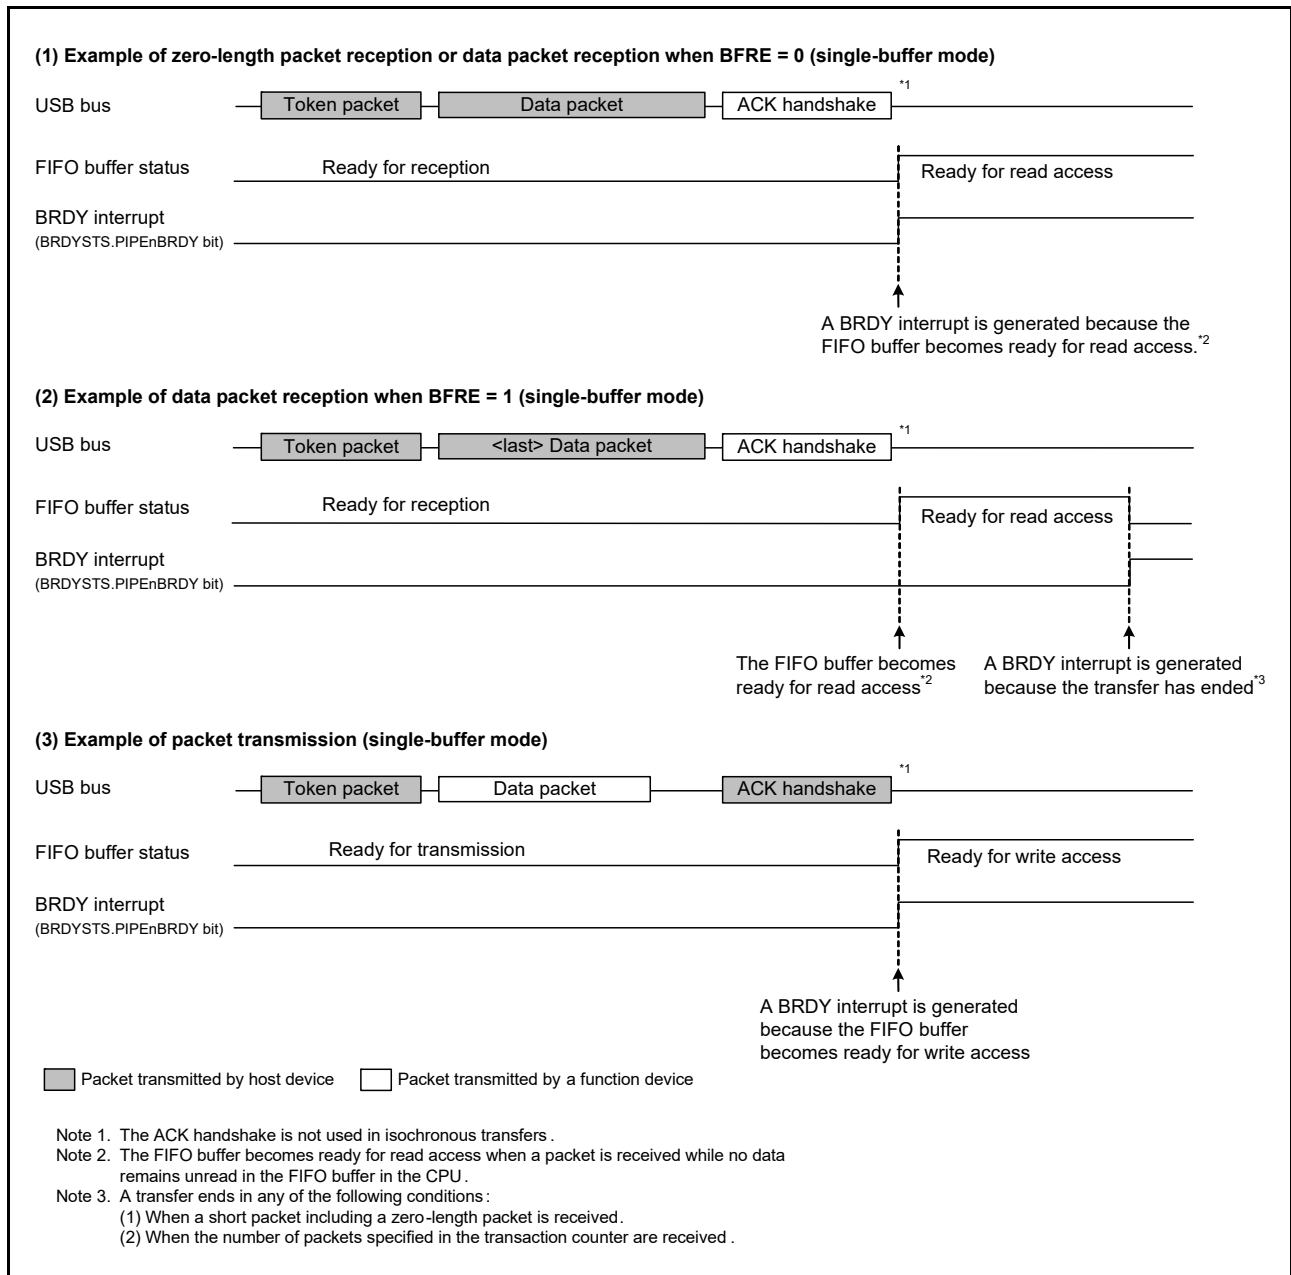 (1) Example of zero-length packet reception or data packet reception when BFRE = 0 (single-buffer mode)
USB bus
Token packet
Data packet
ACK handshake
*1
FIFO buffer status
Ready for reception
Ready for read access
BRDY interrupt
(BRDYSTS.PIPEnBRDY bit)
A BRDY interrupt is generated because the
FIFO buffer becomes ready for read access.*2
(2) Example of data packet reception when BFRE = 1 (single-buffer mode)
USB bus
Token packet
<last> Data packet
ACK handshake
*1
FIFO buffer status
Ready for reception
Ready for read access
BRDY interrupt
(BRDYSTS.PIPEnBRDY bit)
The FIFO buffer becomes
ready for read access*2
A BRDY interrupt is generated
because the transfer has ended*3
(3) Example of packet transmission (single-buffer mode)
USB bus
Token packet
Data packet
ACK handshake
*1
FIFO buffer status
Ready for transmission
Ready for write access
BRDY interrupt
(BRDYSTS.PIPEnBRDY bit)
A BRDY interrupt is generated
because the FIFO buffer
becomes ready for write access
Packet transmitted by host device
Packet transmitted by a function device
Note 1. The ACK handshake is not used in isochronous transfers.
Note 2. The FIFO buffer becomes ready for read access when a packet is received while no data
remains unread in the FIFO buffer in the CPU.
Note 3. A transfer ends in any of the following conditions:
(1) When a short packet including a zero-length packet is received.
(2) When the number of packets specified in the transaction counter are received.